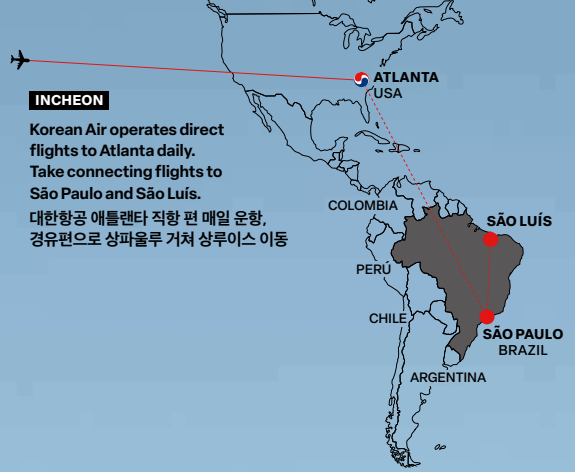 ATLANTA
USA
INCHEON
Korean Air operates direct
flights to Atlanta daily.
Take connecting flights to
São Paulo and São Luís.
대한항공 애틀랜타 직항 편 매일 운항,
경유편으로 상파울루 거쳐 상루이스 이동
COLOMBIA
SÃO LUÍS
PERÚ
CHILE
SÃO PAULO
BRAZIL
ARGENTINA